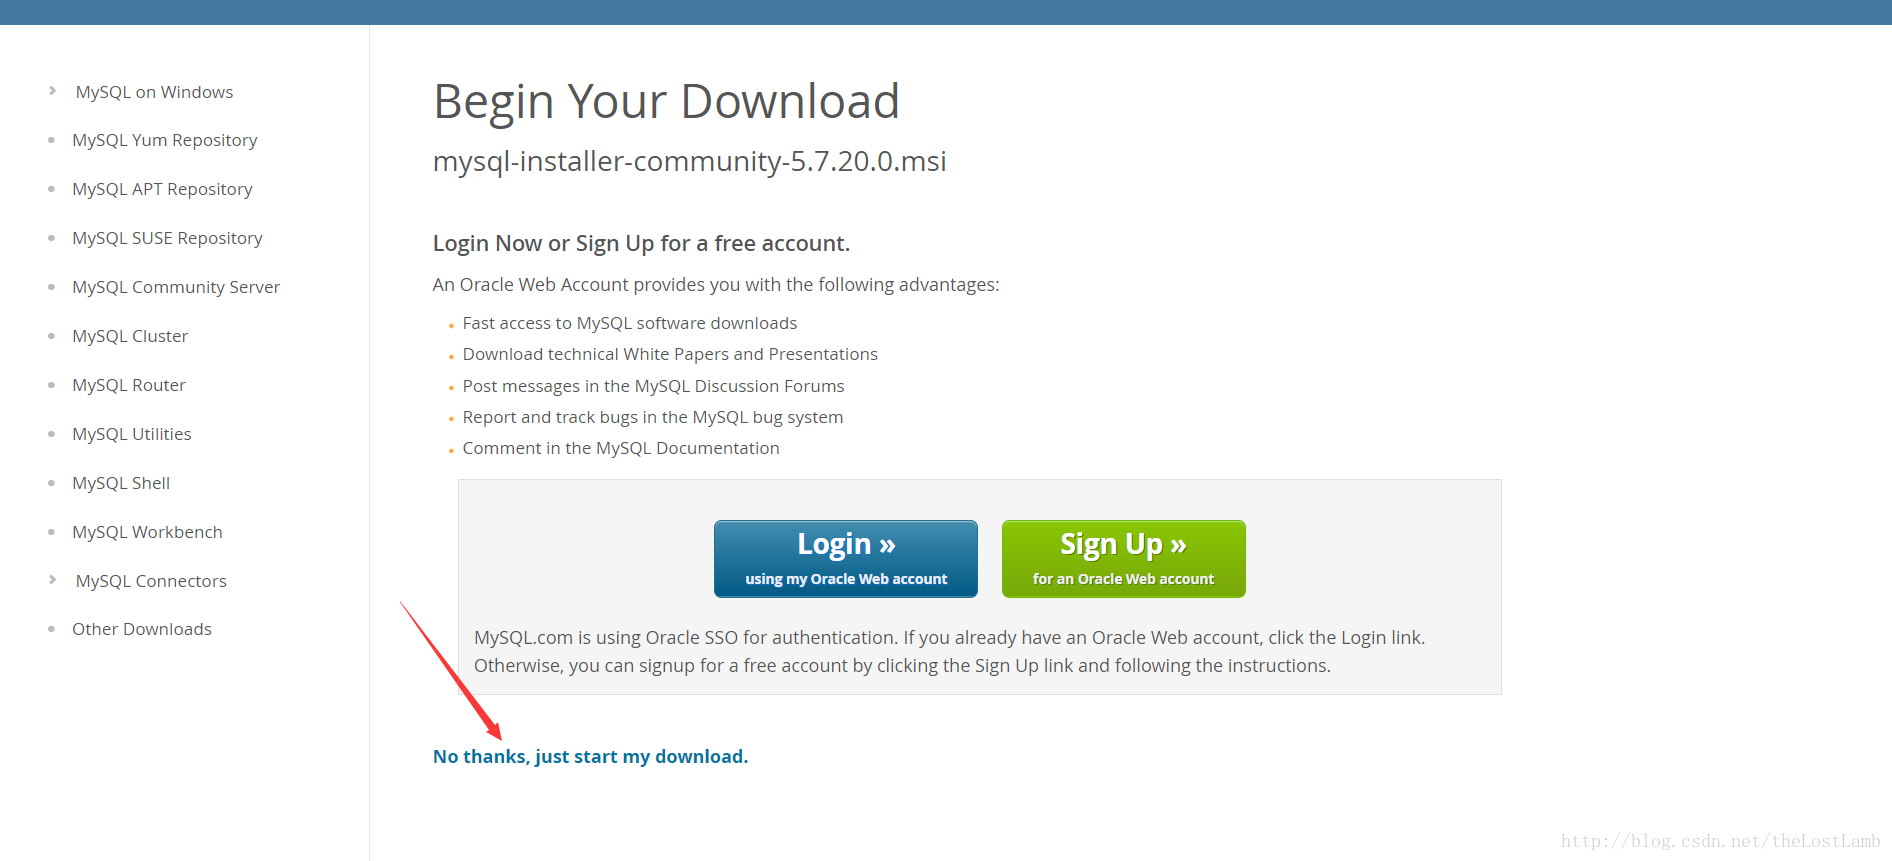 MySQL on Windows
MySQL Yum Repository
MySQL APT Repository
MySQL SUSE Repository
MySQL Community Server
MySQL Cluster
MySQL Router
MySQL Utilities
MySQL Shell
MySQL Workbench
MySQL Connectors
Other Downloads
Begin Your Download
mysql-installer-community-5.7.20.0.msi
Login Now or Sign Up for a free account.
An Oracle Web Account provides you with the following advantages:
Fast access to MySQL software downloads
Download technical White Papers and Presentations
Post messages in the MySQL Discussion Forums
Report and track bugs in the MySQL bug system
Comment in the MySQL Documentation
Login »
using my Oracle Web account
Sign Up »
for an Oracle Web account
MySQL.com is using Oracle SSO for authentication. If you already have an Oracle Web account, click the Login link.
Otherwise, you can signup for a free account by clicking the Sign Up link and following the instructions.
No thanks, just start my download.
http://blog.csdn.net/theLostLamb